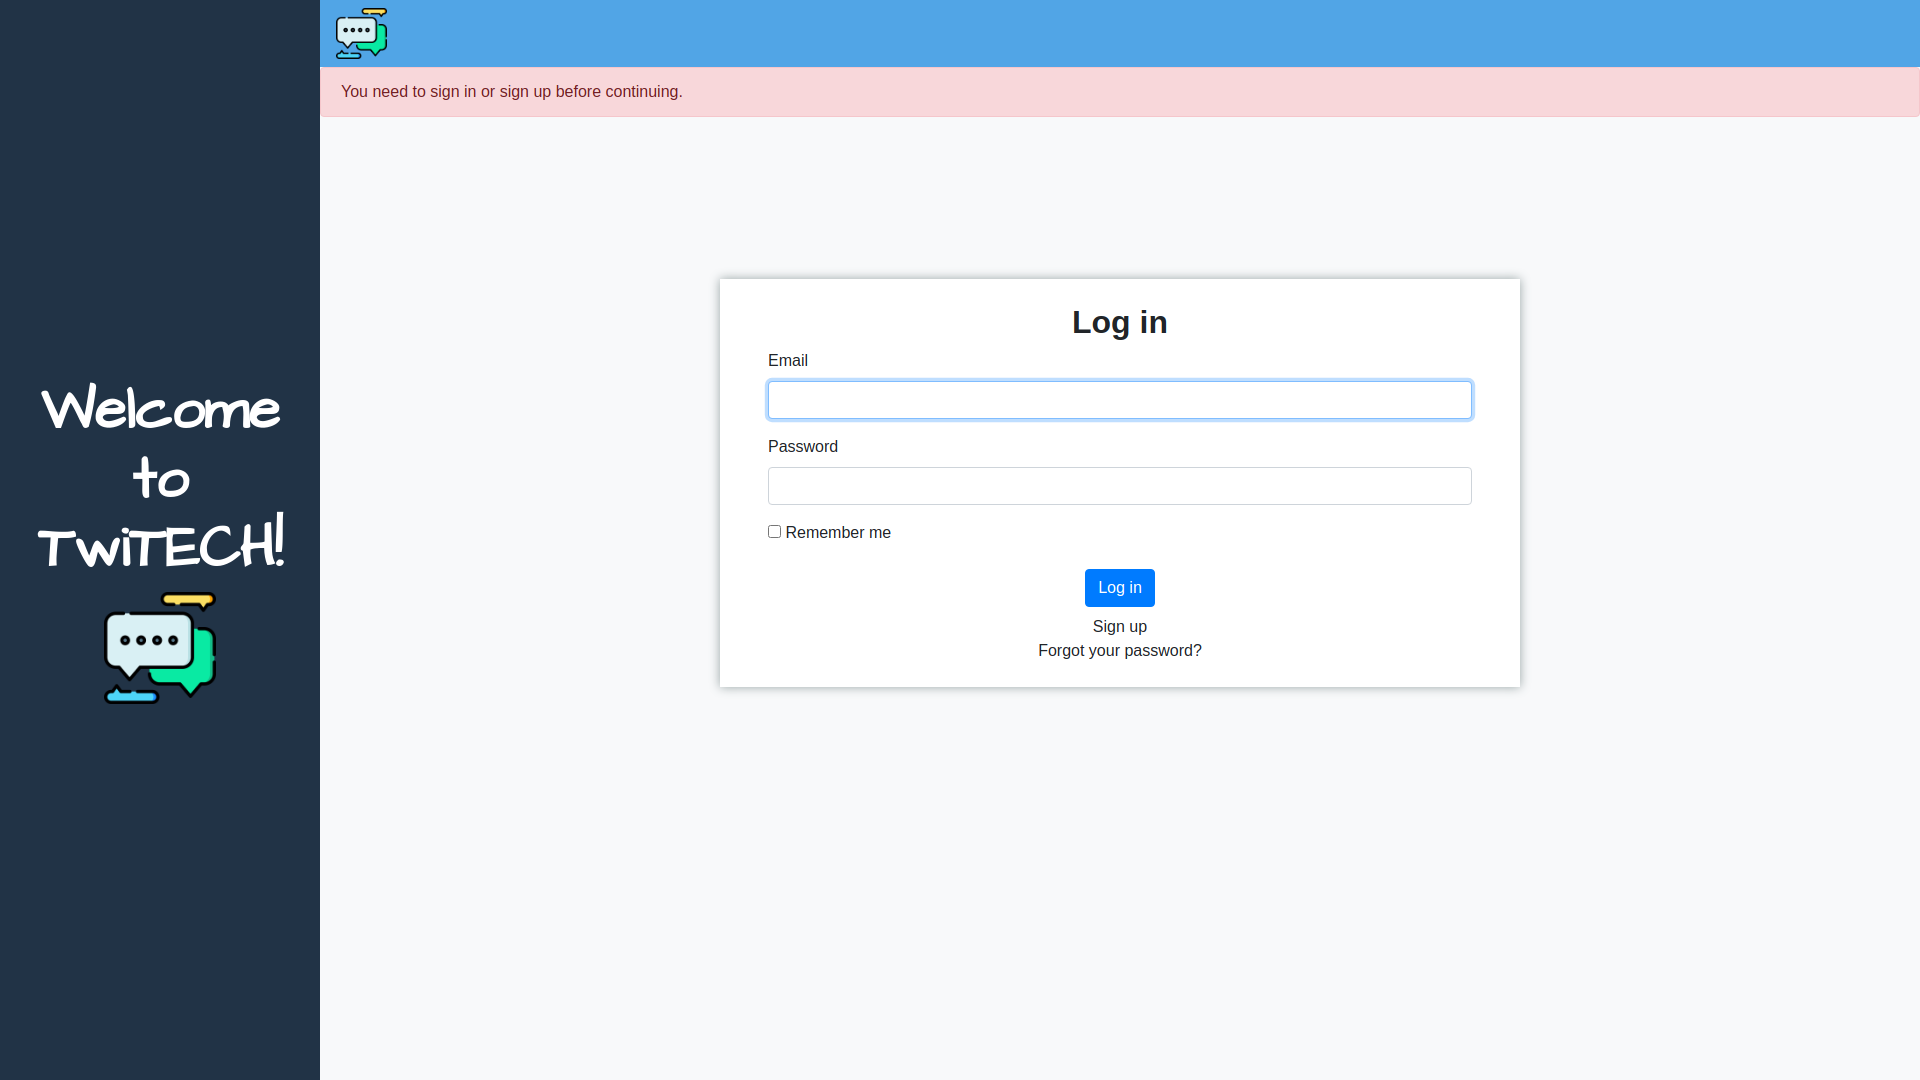 Welcome
to
TwiTECH!
You need to sign in or sign up before continuing.
Log in
Email
Password
Remember me
Log in
Sign up
Forgot your password?